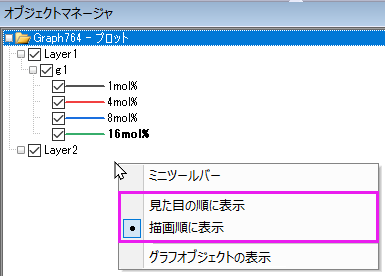 オブジェクトマネージャ
Graph764 - プロット
Layer1
g1
1mol%
4mol%
8mol%
16mol%
Layer2
ミニツールバー
見た目の順に表示
描画順に表示
グラフオブジェクトの表示